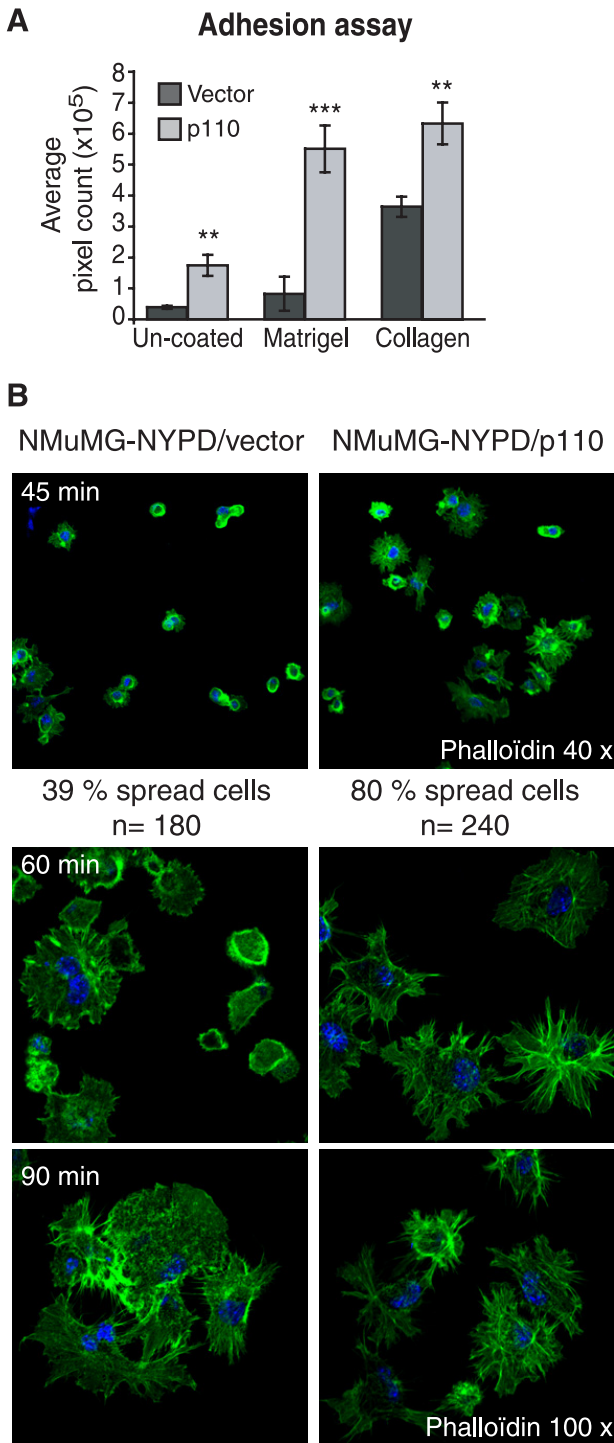 A
Adhesion assay
Average
pixel count (x10⁵)
8
7
6
5
4
3
2
1
0
Vector
p110
**
***
**
Un-coated Matrigel Collagen
B
NMuMG-NYPD/vector NMuMG-NYPD/p110
45 min
Phalloïdin 40 x
39 % spread cells 80 % spread cells
n= 180 n= 240
60 min
90 min
Phalloïdin 100 x